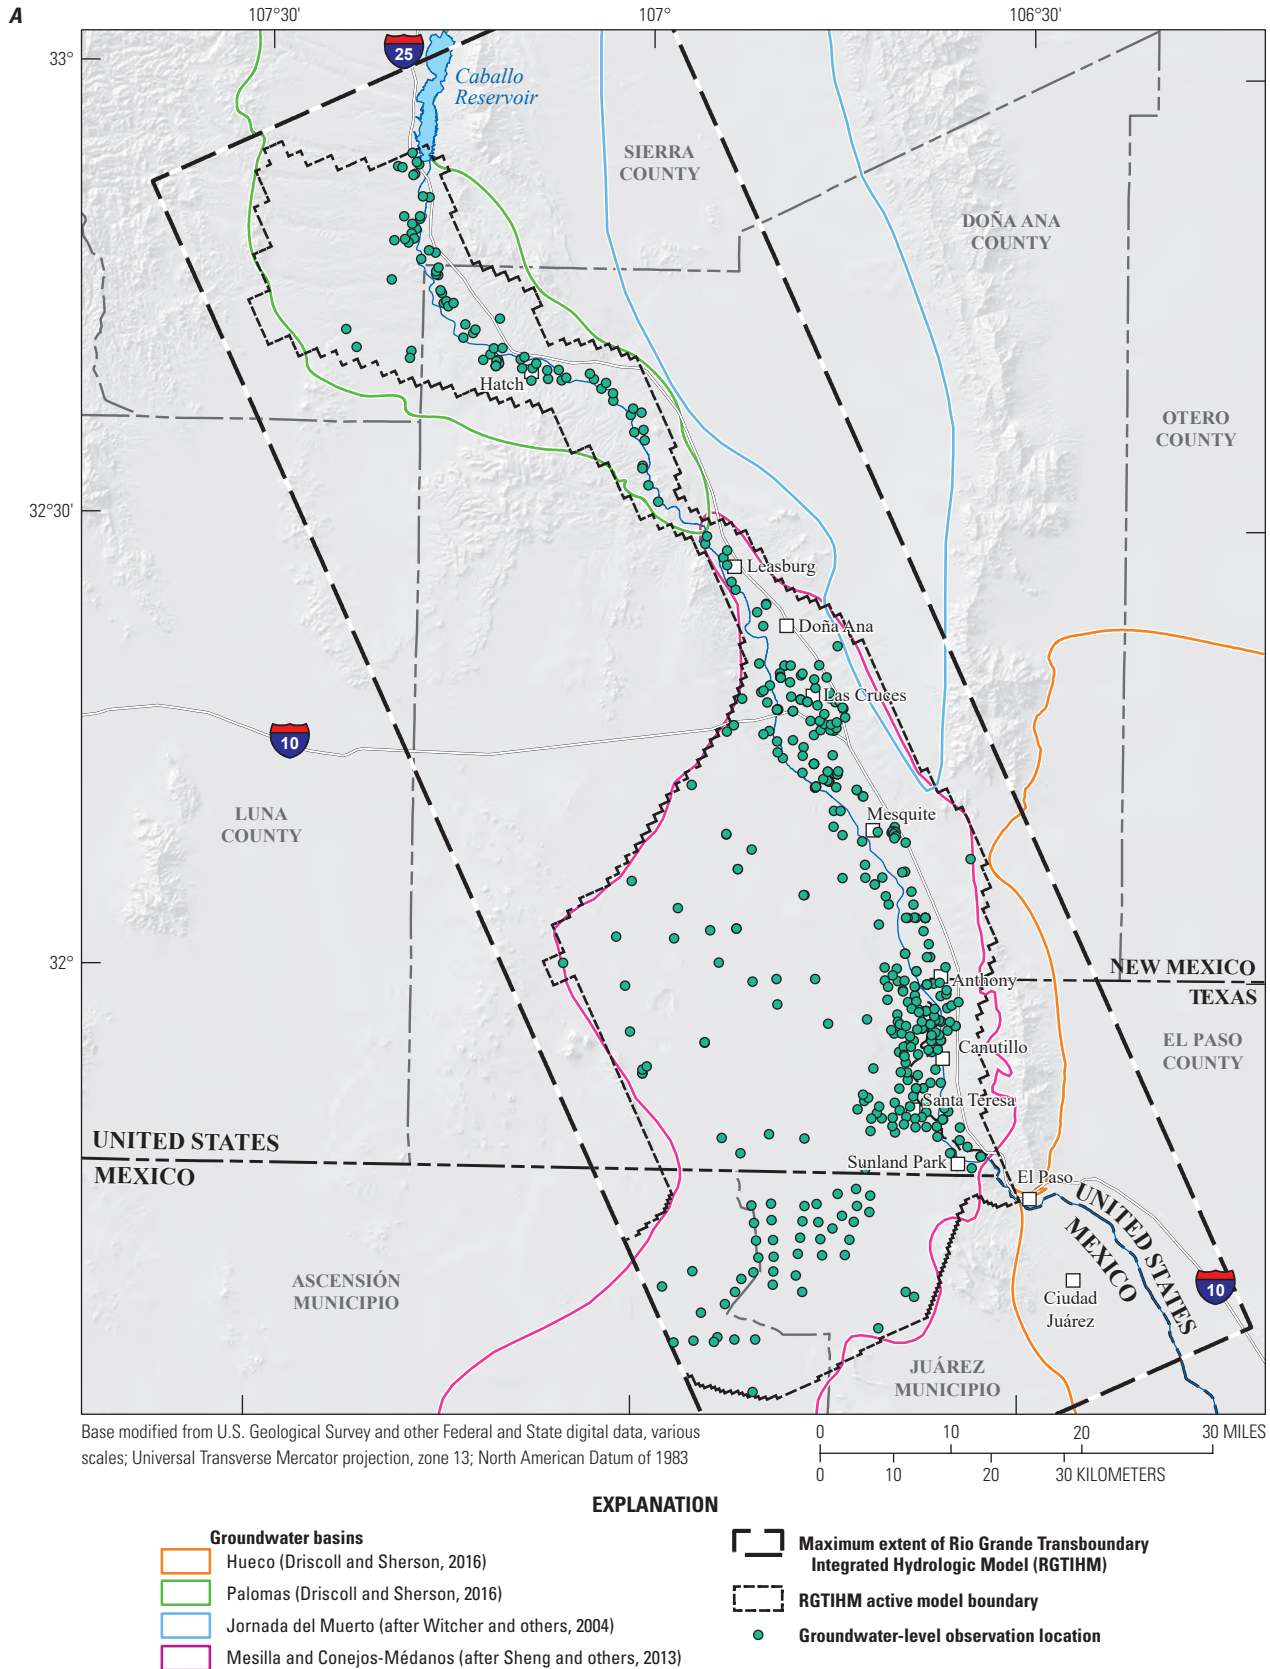 A
107°30'
107°
106°30'
33°
32°30'
32°
25
Caballo
Reservoir
SIERRA
COUNTY
DOÑA ANA
COUNTY
OTERO
COUNTY
Hatch
Leasburg
Doña Ana
Las Cruces
10
LUNA
COUNTY
Mesquite
NEW MEXICO
TEXAS
Anthony
EL PASO
COUNTY
Canutillo
Santa Teresa
UNITED STATES
MEXICO
Sunland Park
El Paso
UNITED STATES
MEXICO
ASCENSIÓN
MUNICIPIO
10
Ciudad
Juárez
JUÁREZ
MUNICIPIO
Base modified from U.S. Geological Survey and other Federal and State digital data, various
scales; Universal Transverse Mercator projection, zone 13; North American Datum of 1983
0 10 20 30 MILES
0 10 20 30 KILOMETERS
EXPLANATION
Groundwater basins
Hueco (Driscoll and Sherson, 2016)
Palomas (Driscoll and Sherson, 2016)
Jornada del Muerto (after Witcher and others, 2004)
Mesilla and Conejos-Médanos (after Sheng and others, 2013)
Maximum extent of Rio Grande Transboundary
Integrated Hydrologic Model (RGTIHM)
RGTIHM active model boundary
Groundwater-level observation location